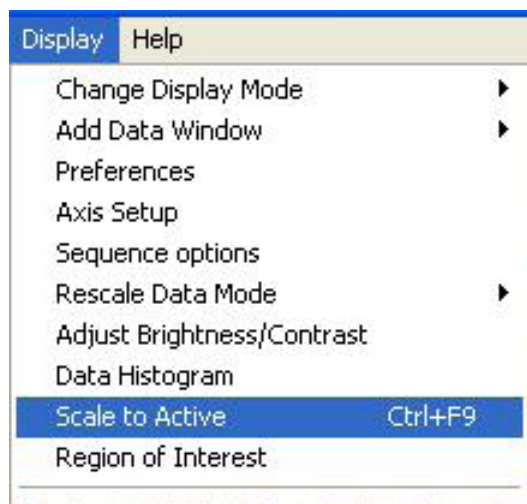 Display Help
Change Display Mode
Add Data Window
Preferences
Axis Setup
Sequence options
Rescale Data Mode
Adjust Brightness/Contrast
Data Histogram
Scale to Active Ctrl+F9
Region of Interest